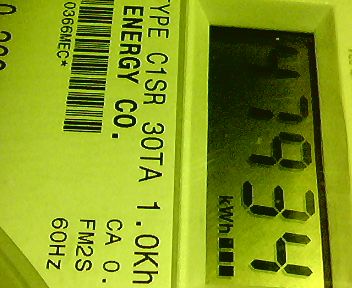 47934
kWh
TYPE C1SR 30TA 1.0Kh
ENERGY CO.
CA 0.
FM2S
60Hz
0366MEC*